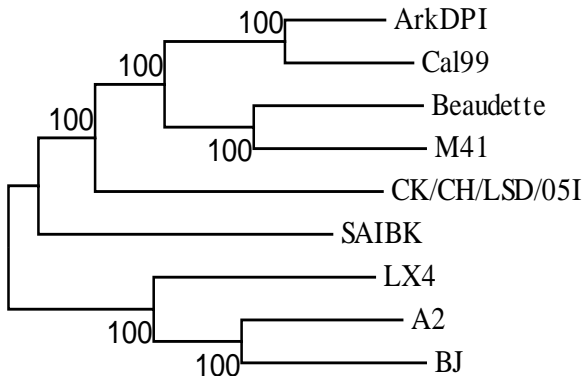 100 ArkDPI
100 Cal99
100 Beaudette
100 M41
CK/CH/LSD/05I
SAIBK
LX4
100 A2
100 BJ